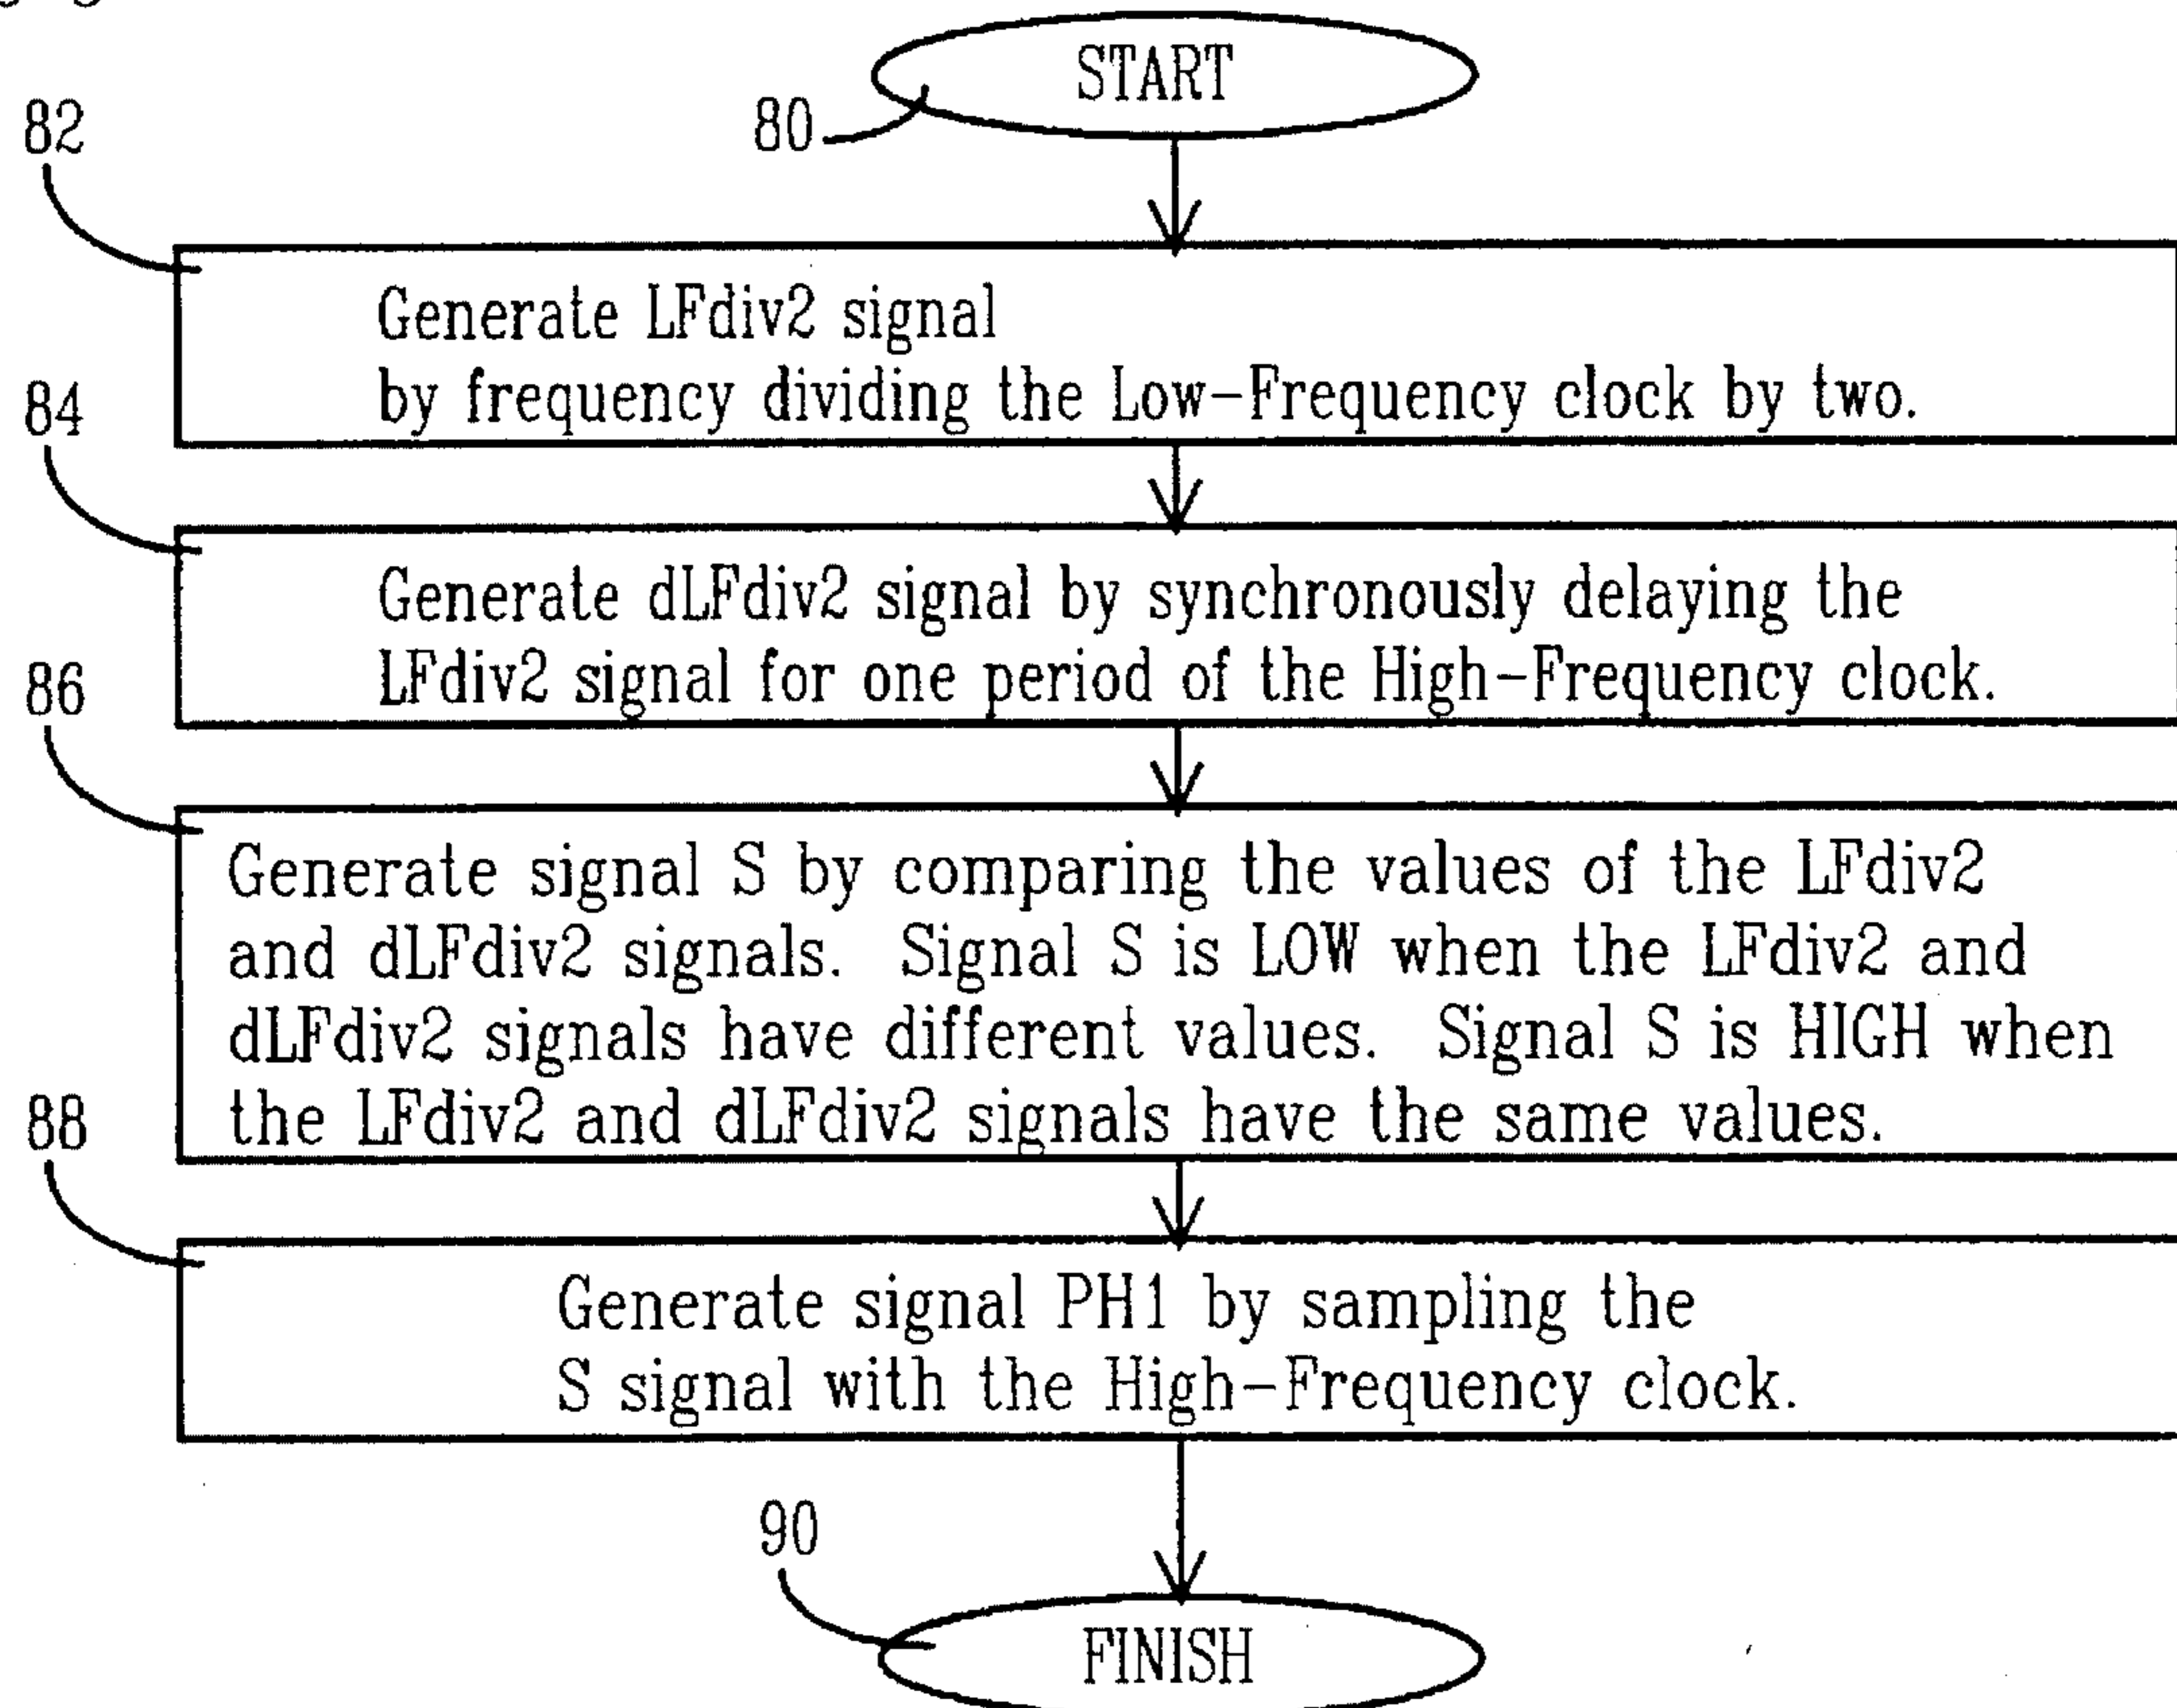 START
80
82
Generate LFdiv2 signal
by frequency dividing the Low-Frequency clock by two.
84
Generate dLFdiv2 signal by synchronously delaying the
LFdiv2 signal for one period of the High-Frequency clock.
86
Generate signal S by comparing the values of the LFdiv2
and dLFdiv2 signals. Signal S is LOW when the LFdiv2 and
dLFdiv2 signals have different values. Signal S is HIGH when
the LFdiv2 and dLFdiv2 signals have the same values.
88
Generate signal PH1 by sampling the
S signal with the High-Frequency clock.
90
FINISH